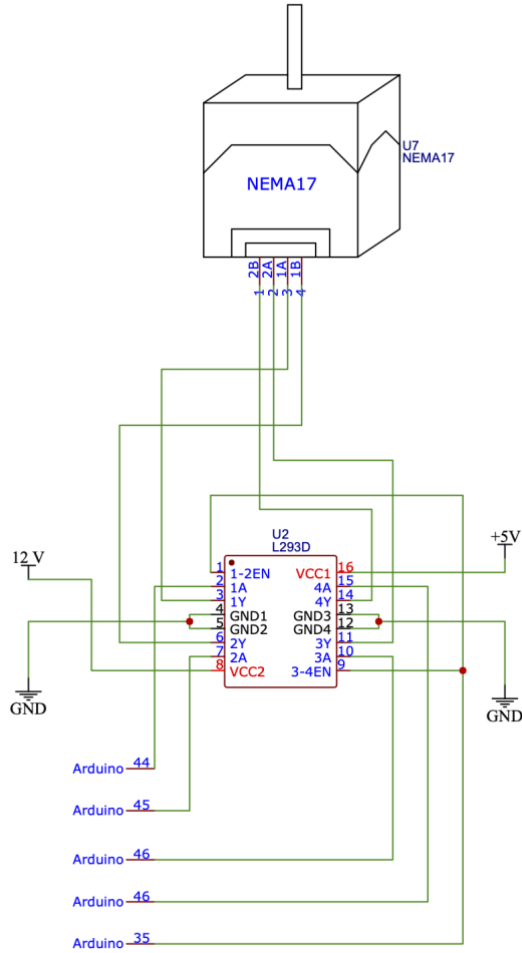 U7
NEMA17
NEMA17
2B
2A
1A
1B
1
2
3
4
U2
L293D
+5V
12 V
1
1-2EN
VCC1
16
2
1A
4A
15
3
1Y
4Y
14
4
GND1
GND3
13
5
GND2
GND4
12
6
2Y
3Y
11
7
2A
3A
10
8
VCC2
3-4EN
9
GND
GND
Arduino 44
Arduino 45
Arduino 46
Arduino 46
Arduino 35